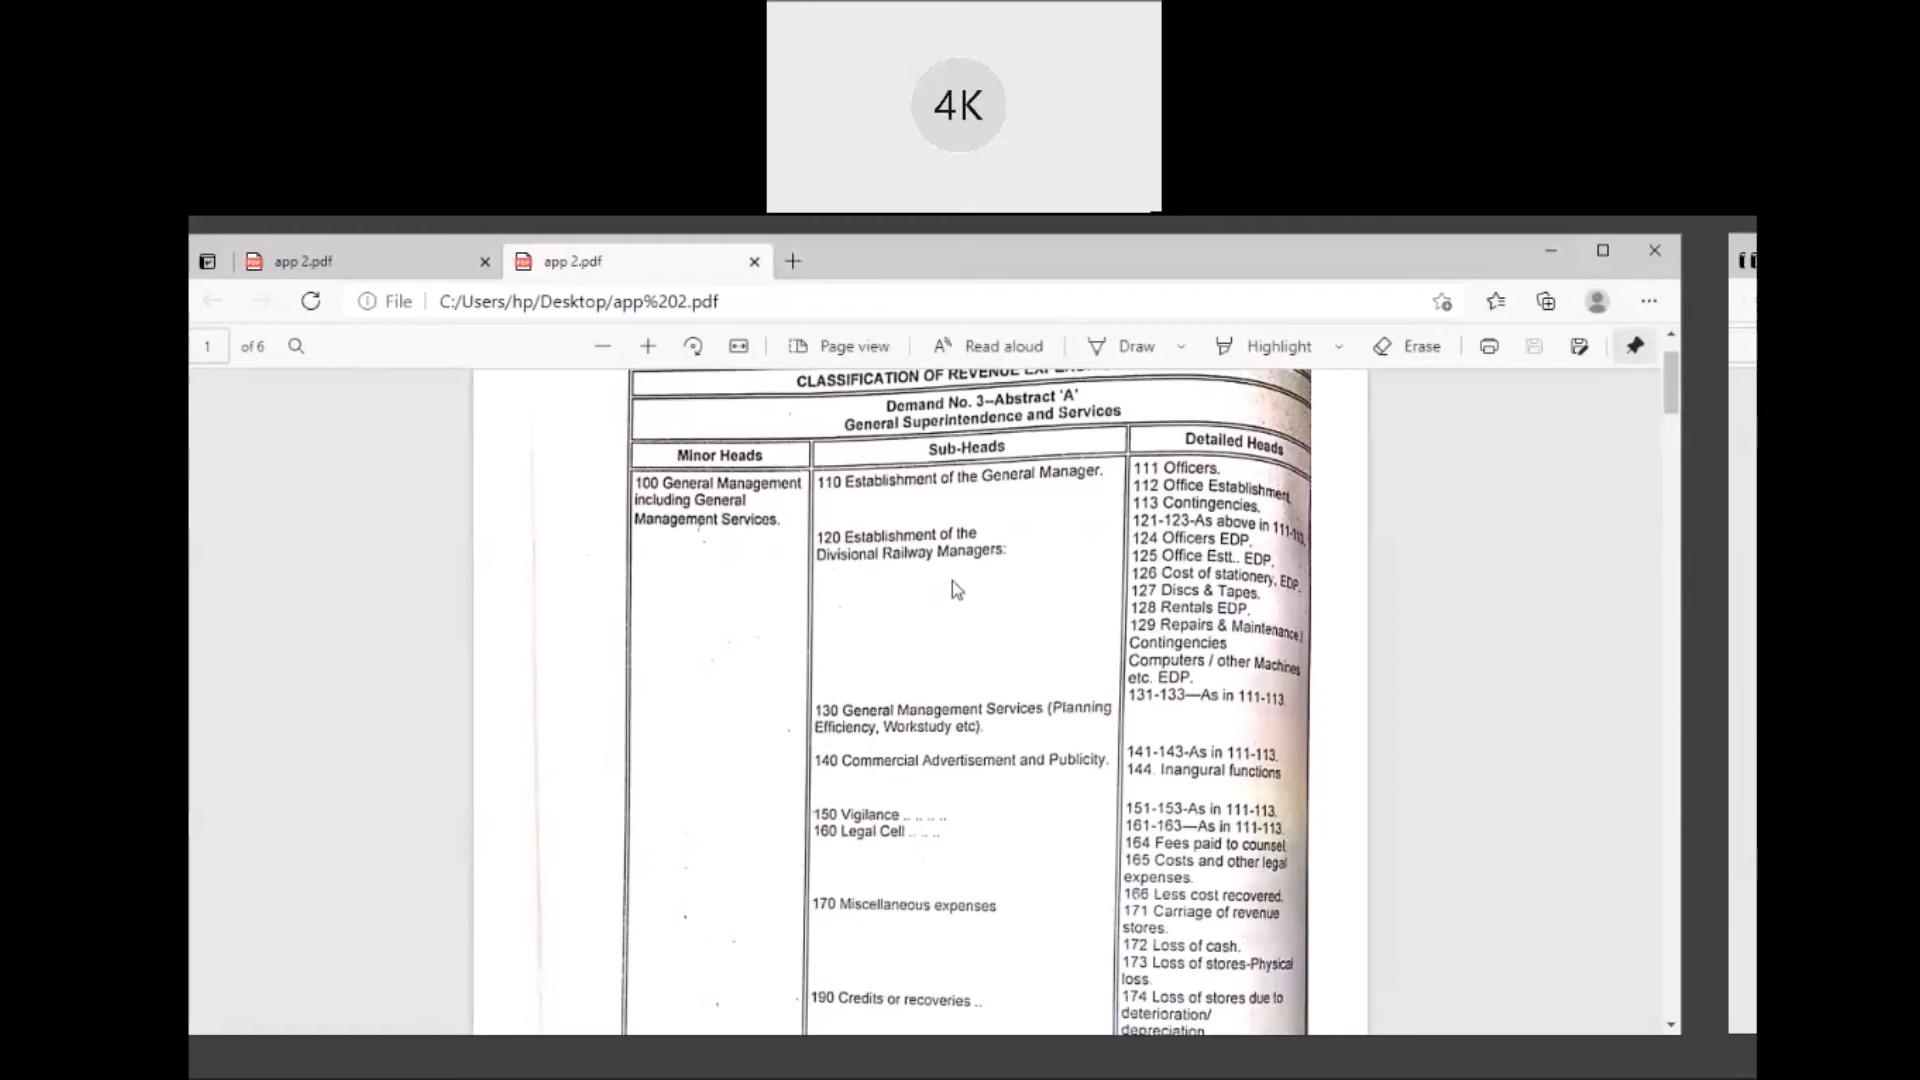 4K
app 2.pdf
app 2.pdf
File
C:/Users/hp/Desktop/app%202.pdf
1 of 6
Page view
Read aloud
Draw
Highlight
Erase
CLASSIFICATION OF REVENUE
Demand No. 3--Abstract 'A'
General Superintendence and Services
Minor Heads
Sub-Heads
Detailed Heads
100 General Management
including General
Management Services.
110 Establishment of the General Manager.
120 Establishment of the
Divisional Railway Managers:
130 General Management Services (Planning
Efficiency, Workstudy etc).
140 Commercial Advertisement and Publicity.
150 Vigilance .. .. .. ..
160 Legal Cell .. .. ..
170 Miscellaneous expenses
190 Credits or recoveries ..
111 Officers.
112 Office Establishment
113 Contingencies.
121-123-As above in 111-113.
124 Officers EDP.
125 Office Estt.. EDP.
126 Cost of stationery, EDP.
127 Discs & Tapes.
128 Rentals EDP.
129 Repairs & Maintenance /
Contingencies
Computers / other Machines
etc. EDP.
131-133—As in 111-113
141-143-As in 111-113.
144. Inangural functions
151-153-As in 111-113.
161-163—As in 111-113.
164 Fees paid to counsel
165 Costs and other legal
expenses.
166 Less cost recovered.
171 Carriage of revenue
stores.
172 Loss of cash.
173 Loss of stores-Physical
loss.
174 Loss of stores due to
deterioration/
depreciation